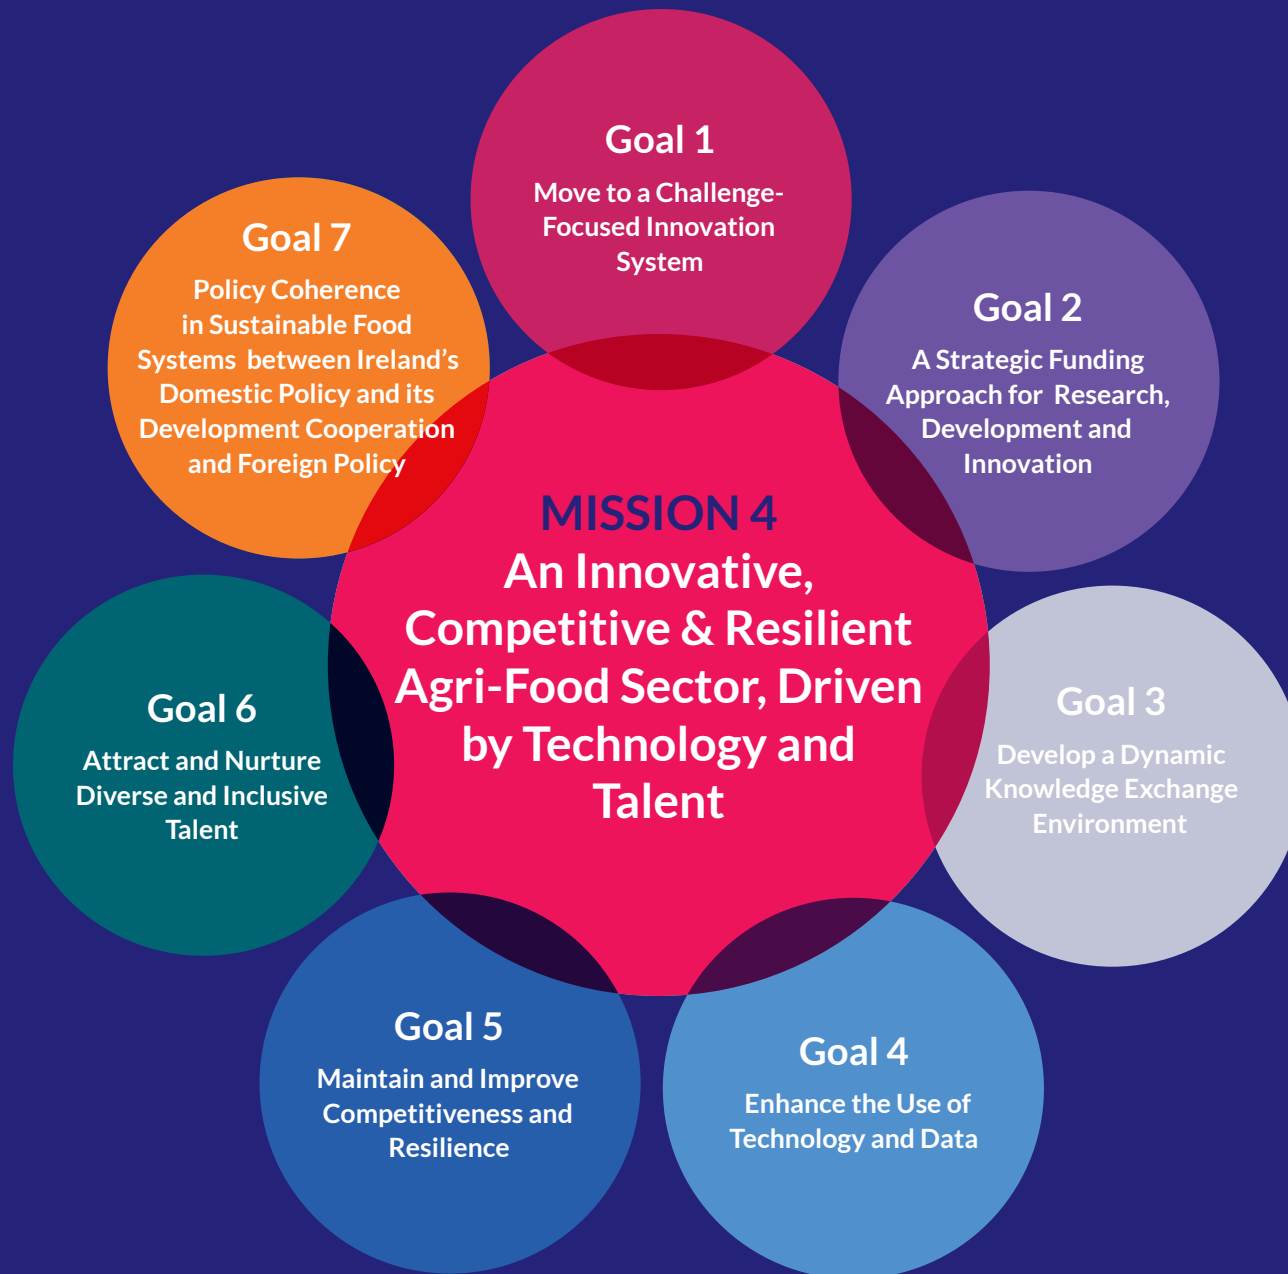 Goal 1
Move to a Challenge-
Focused Innovation
System
Goal 2
A Strategic Funding
Approach for Research,
Development and
Innovation
Goal 3
Develop a Dynamic
Knowledge Exchange
Environment
Goal 4
Enhance the Use of
Technology and Data
Goal 5
Maintain and Improve
Competitiveness and
Resilience
Goal 6
Attract and Nurture
Diverse and Inclusive
Talent
Goal 7
Policy Coherence
in Sustainable Food
Systems between Ireland’s
Domestic Policy and its
Development Cooperation
and Foreign Policy
MISSION 4
An Innovative,
Competitive & Resilient
Agri-Food Sector, Driven
by Technology and
Talent